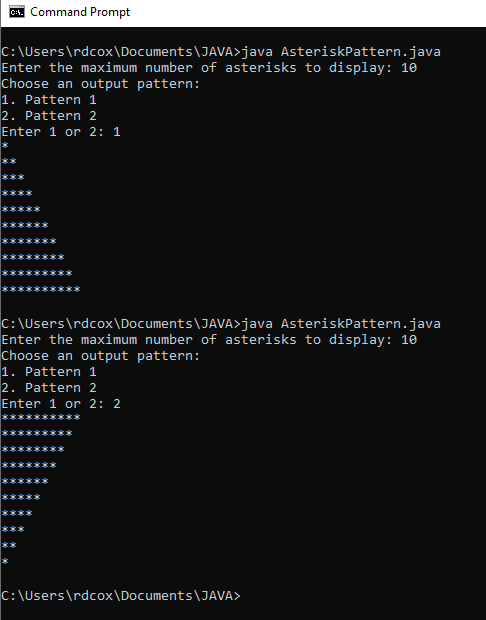 Command Prompt
C:\Users\rdcox\Documents\JAVA>java AsteriskPattern.java
Enter the maximum number of asterisks to display: 10
Choose an output pattern:
1. Pattern 1
2. Pattern 2
Enter 1 or 2: 1
*
**
***
****
*****
******
*******
********
*********
**********
C:\Users\rdcox\Documents\JAVA>java AsteriskPattern.java
Enter the maximum number of asterisks to display: 10
Choose an output pattern:
1. Pattern 1
2. Pattern 2
Enter 1 or 2: 2
**********
*********
********
*******
******
*****
****
***
**
*
C:\Users\rdcox\Documents\JAVA>